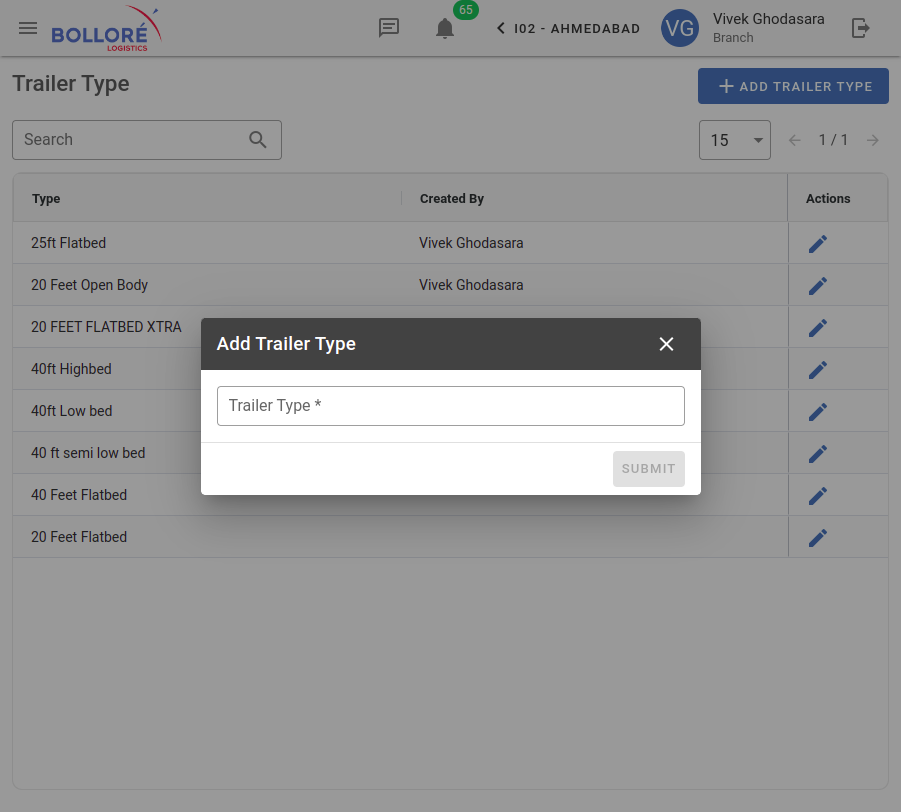 BOLLORÉ
LOGISTICS
65
I02 - AHMEDABAD
VG
Vivek Ghodasara
Branch
Trailer Type
ADD TRAILER TYPE
Search
15
1 / 1
Type
Created By
Actions
25ft Flatbed
Vivek Ghodasara
20 Feet Open Body
Vivek Ghodasara
20 FEET FLATBED XTRA
40ft Highbed
40ft Low bed
40 ft semi low bed
40 Feet Flatbed
20 Feet Flatbed
Add Trailer Type
Trailer Type *
SUBMIT